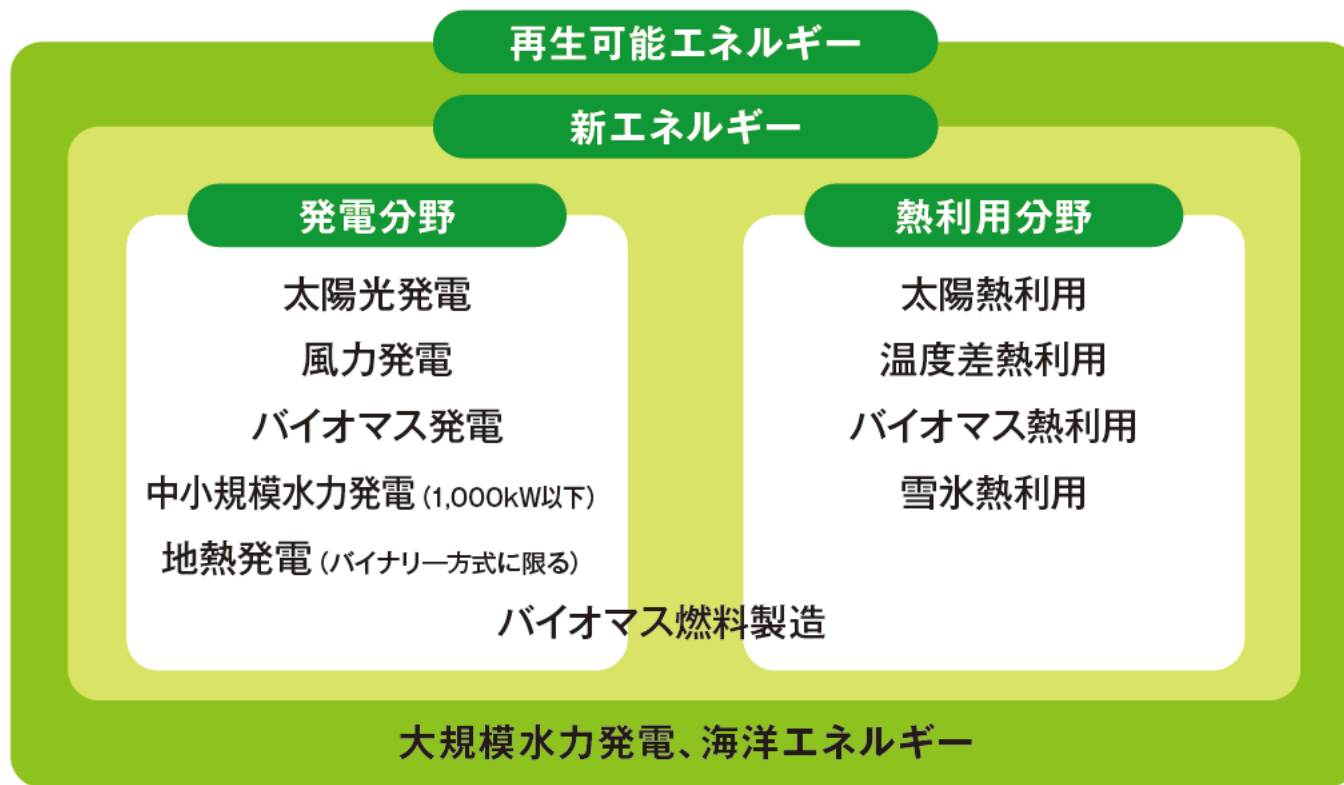 再生可能エネルギー
新エネルギー
発電分野
太陽光発電
風力発電
バイオマス発電
中小規模水力発電(1,000kW以下)
地熱発電(バイナリー方式に限る)
熱利用分野
太陽熱利用
温度差熱利用
バイオマス熱利用
雪氷熱利用
バイオマス燃料製造
大規模水力発電、海洋エネルギー